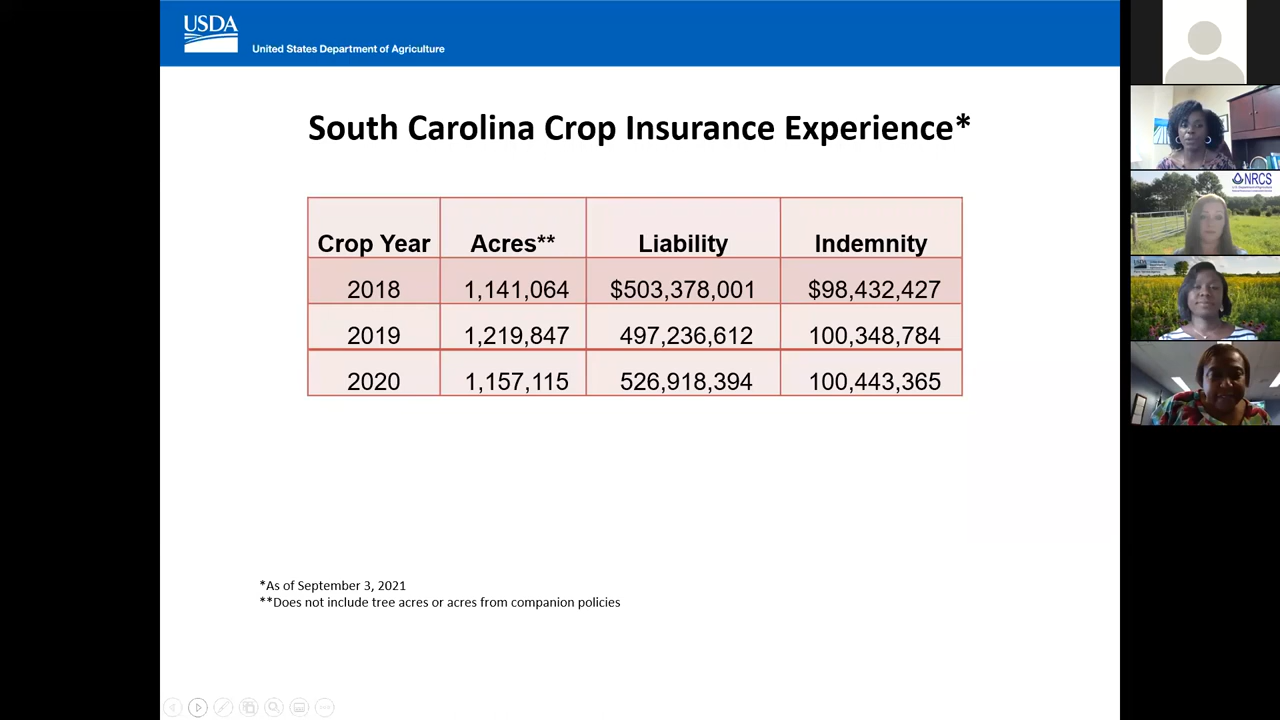 USDA
United States Department of Agriculture
South Carolina Crop Insurance Experience*
Crop Year Acres** Liability Indemnity
2018 1,141,064 $503,378,001 $98,432,427
2019 1,219,847 497,236,612 100,348,784
2020 1,157,115 526,918,394 100,443,365
*As of September 3, 2021
**Does not include tree acres or acres from companion policies
NRCS
USDA